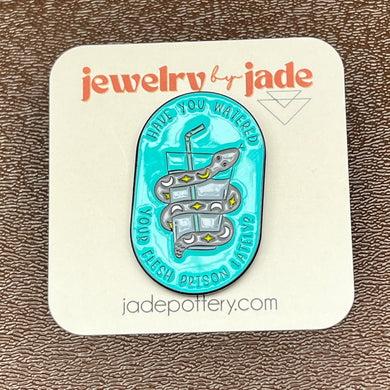 jewelry by jade
HAVE YOU WATERED
YOUR FLESH PRISON LATELY?
jadepottery.com